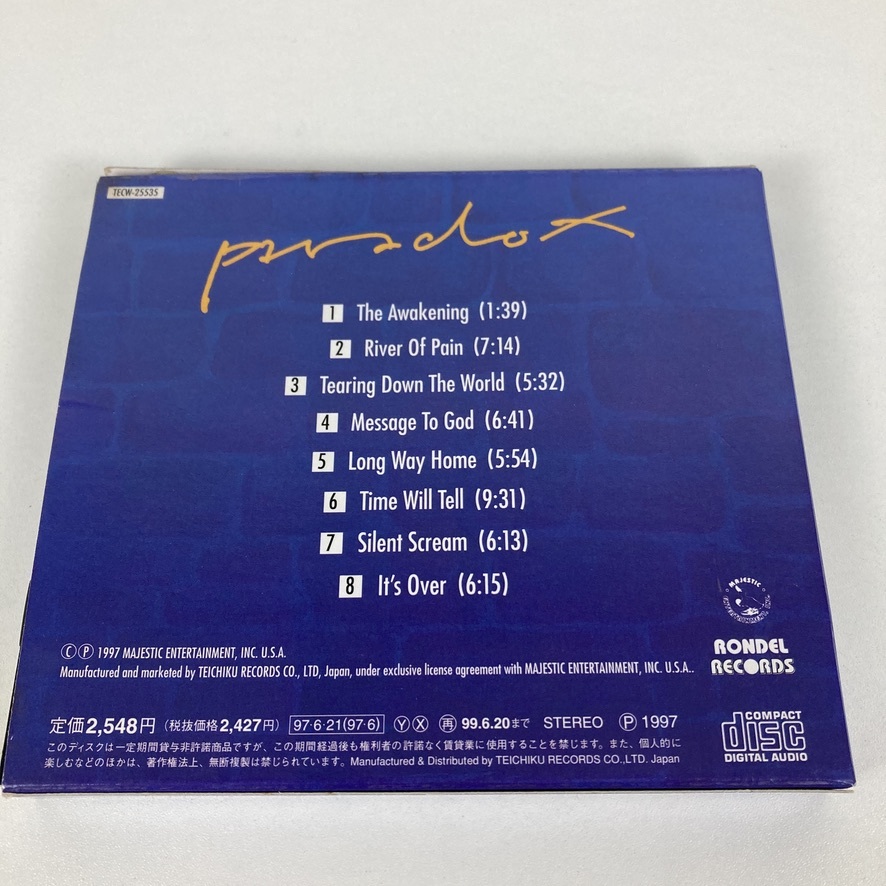 TECW-25535
paradox
1 The Awakening (1:39)
2 River Of Pain (7:14)
3 Tearing Down The World (5:32)
4 Message To God (6:41)
5 Long Way Home (5:54)
6 Time Will Tell (9:31)
7 Silent Scream (6:13)
8 It's Over (6:15)
MAJESTIC
ENTERTAINMENT, INC.
RONDEL
RECORDS
Ⓒ Ⓟ 1997 MAJESTIC ENTERTAINMENT, INC. U.S.A.
Manufactured and marketed by TEICHIKU RECORDS CO., LTD, Japan, under exclusive license agreement with MAJESTIC ENTERTAINMENT, INC. U.S.A..
定価2,548円 (税抜価格2,427円) 97·6·21(97·6) Ⓨ Ⓧ ㊥ 99.6.20まで STEREO Ⓟ 1997
このディスクは一定期間貸与非許諾商品ですが、この期間経過後も権利者の許諾なく賃貸業に使用することを禁じます。また、個人的に
楽しむなどのほかは、著作権法上、無断複製は禁じられています。Manufactured & Distributed by TEICHIKU RECORDS CO.,LTD. Japan
COMPACT
disc
DIGITAL AUDIO